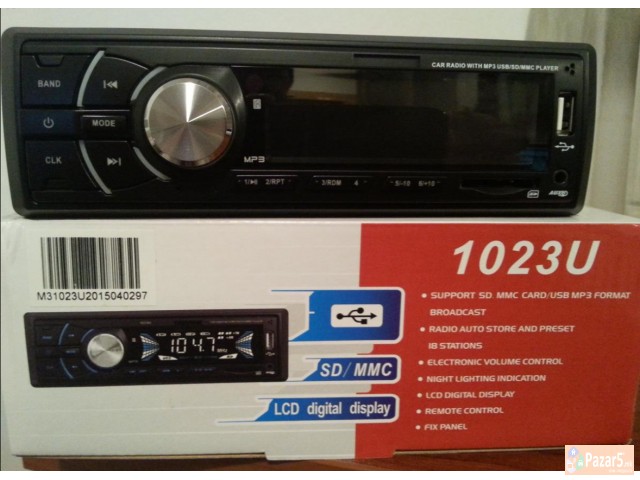 CAR RADIO WITH MP3 USB/SD/MMC PLAYER
BAND
MODE
CLK
MP3
1/▶II 2/RPT
3/RDM 4
5/-10 6/+10
M31023U2015040297
1023U
• SUPPORT SD MMC CARD/USB MP3 FORMAT
BROADCAST
• RADIO AUTO STORE AND PRESET
18 STATIONS
• ELECTRONIC VOLUME CONTROL
• NIGHT LIGHTING INDICATION
• LCD DIGITAL DISPLAY
• REMOTE CONTROL
• FIX PANEL
104.7
SD/MMC
LCD digital display
Pazar5